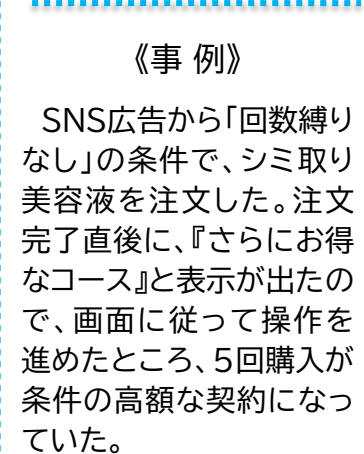 《事 例》
SNS広告から「回数縛り
なし」の条件で、シミ取り
美容液を注文した。注文
完了直後に、『さらにお得
なコース』と表示が出たの
で、画面に従って操作を
進めたところ、5回購入が
条件の高額な契約になっ
ていた。